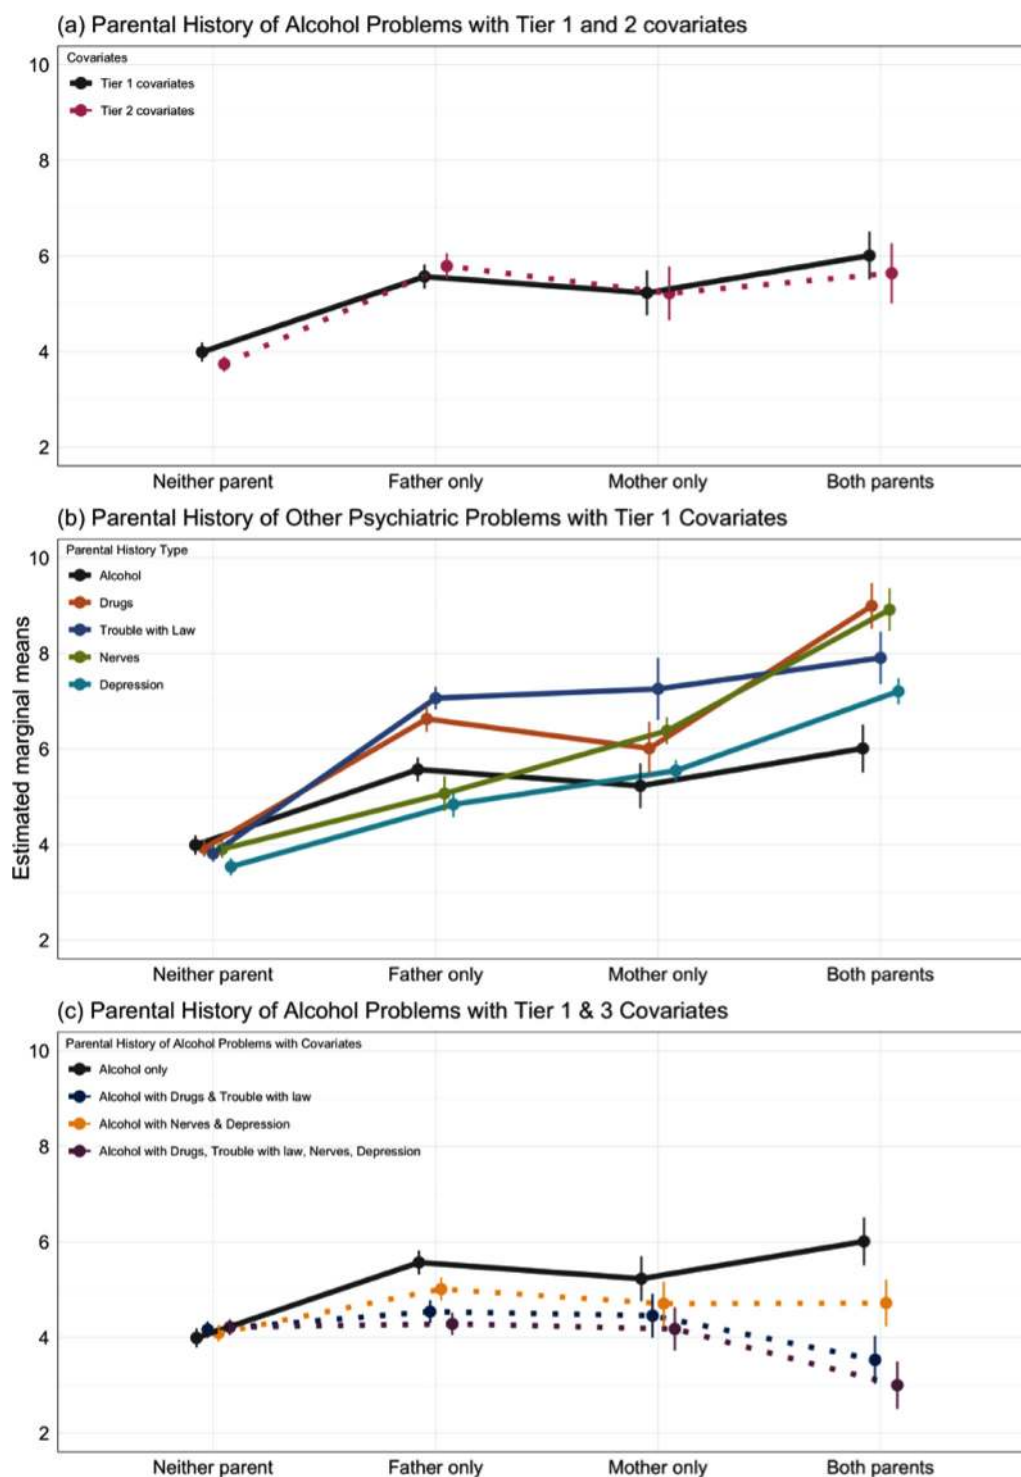 (a) Parental History of Alcohol Problems with Tier 1 and 2 covariates
Covariates
Tier 1 covariates
Tier 2 covariates
10
8
6
4
2
Neither parent
Father only
Mother only
Both parents
(b) Parental History of Other Psychiatric Problems with Tier 1 Covariates
Parental History Type
Alcohol
Drugs
Trouble with Law
Nerves
Depression
Estimated marginal means
10
8
6
4
2
Neither parent
Father only
Mother only
Both parents
(c) Parental History of Alcohol Problems with Tier 1 & 3 Covariates
Parental History of Alcohol Problems with Covariates
Alcohol only
Alcohol with Drugs & Trouble with law
Alcohol with Nerves & Depression
Alcohol with Drugs, Trouble with law, Nerves, Depression
10
8
6
4
2
Neither parent
Father only
Mother only
Both parents